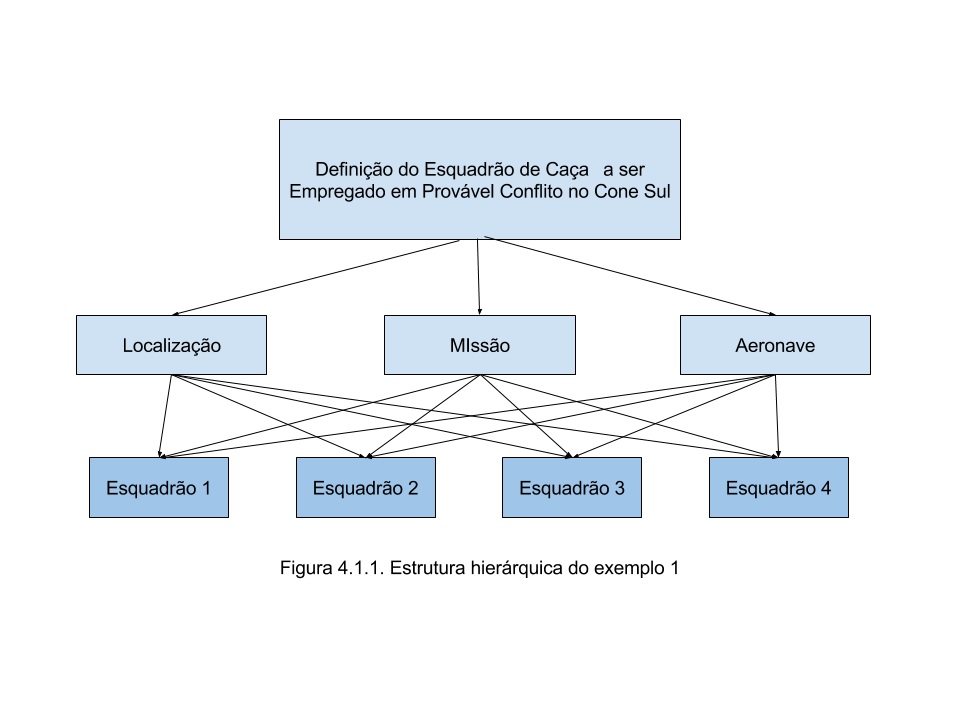 Definição do Esquadrão de Caça a ser
Empregado em Provável Conflito no Cone Sul
Localização
MIssão
Aeronave
Esquadrão 1
Esquadrão 2
Esquadrão 3
Esquadrão 4
Figura 4.1.1. Estrutura hierárquica do exemplo 1